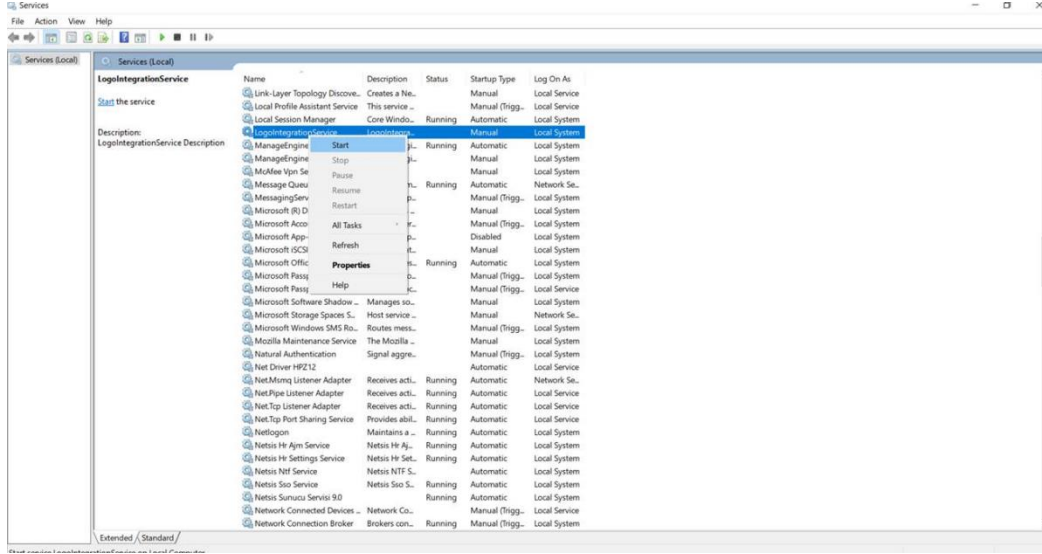 Services
File Action View Help
Services (Local)
Services (Local)
LogoIntegrationService
Start the service
Description:
LogoIntegrationService Description
Name Description Status Startup Type Log On As
Link-Layer Topology Discove... Creates a Ne... Manual Local Service
Local Profile Assistant Service This service ... Manual (Trigg... Local Service
Local Session Manager Core Windo... Running Automatic Local System
LogoIntegrationService LogoIntegra... Manual Local System
ManageEngine Running Automatic Local System
ManageEngine Manual Local System
McAfee Vpn Se Manual Local System
Message Queu Running Automatic Network Se...
MessagingServ Manual (Trigg... Local System
Microsoft (R) D Manual Local System
Microsoft Acco Manual (Trigg... Local System
Microsoft App- Disabled Local System
Microsoft iSCSI Manual Local System
Microsoft Offic Running Automatic Local System
Microsoft Passp Manual (Trigg... Local System
Microsoft Passp Manual (Trigg... Local Service
Start
Stop
Pause
Resume
Restart
All Tasks
Refresh
Properties
Help
Microsoft Software Shadow ... Manages so... Manual Local System
Microsoft Storage Spaces S... Host service ... Manual Network Se...
Microsoft Windows SMS Ro... Routes mess... Manual (Trigg... Local System
Mozilla Maintenance Service The Mozilla ... Manual Local System
Natural Authentication Signal aggre... Manual (Trigg... Local System
Net Driver HPZ12 Automatic Local Service
Net.Msmq Listener Adapter Receives acti... Running Automatic Network Se...
Net.Pipe Listener Adapter Receives acti... Running Automatic Local Service
Net.Tcp Listener Adapter Receives acti... Running Automatic Local Service
Net.Tcp Port Sharing Service Provides abil... Running Automatic Local Service
Netlogon Maintains a ... Running Automatic Local System
Netsis Hr Ajm Service Netsis Hr Aj... Running Automatic Local System
Netsis Hr Settings Service Netsis Hr Set... Running Automatic Local System
Netsis Ntf Service Netsis NTF S... Automatic Local System
Netsis Sso Service Netsis Sso S... Running Automatic Local System
Netsis Sunucu Servisi 9.0 Running Automatic Local System
Network Connected Devices ... Network Co... Manual (Trigg... Local Service
Network Connection Broker Brokers con... Running Manual (Trigg... Local System
Extended Standard
Start service LogoIntegrationService on Local Computer